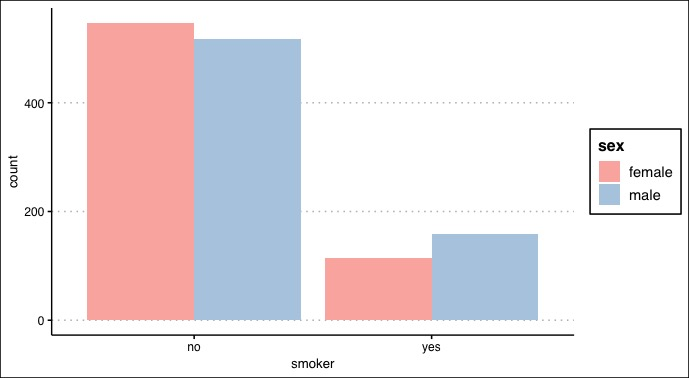 400
200
0
count
no
yes
smoker
sex
female
male